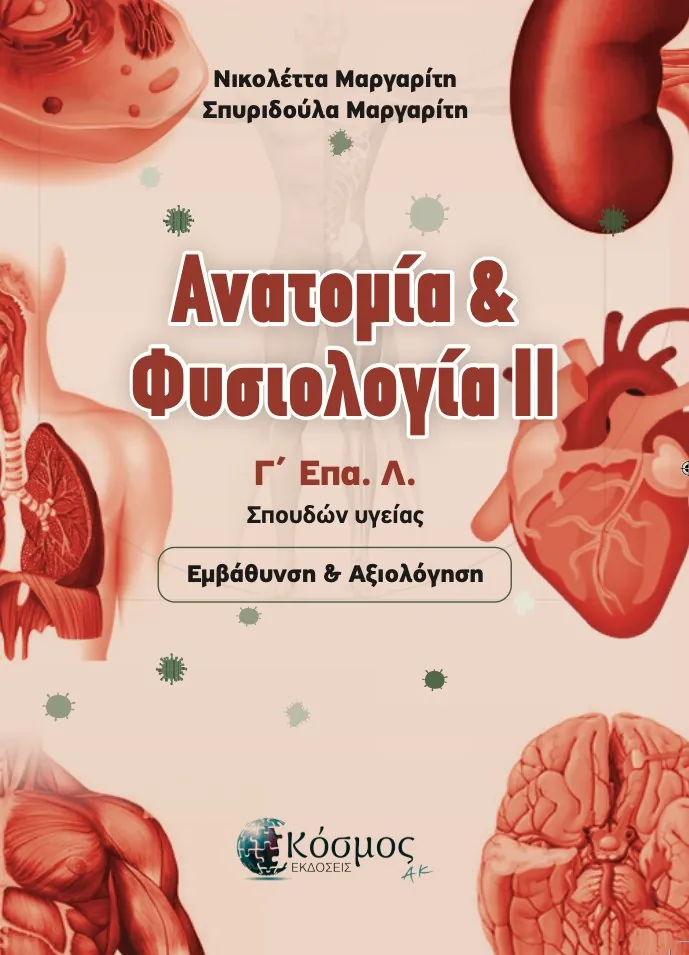 Νικολέττα Μαργαρίτη
Σπυριδούλα Μαργαρίτη
Ανατομία &
Φυσιολογία ΙΙ
Γ΄ Επα. Λ.
Σπουδών υγείας
Εμβάθυνση & Αξιολόγηση
Κόσμος
ΕΚΔΟΣΕΙΣ
ΑΚ